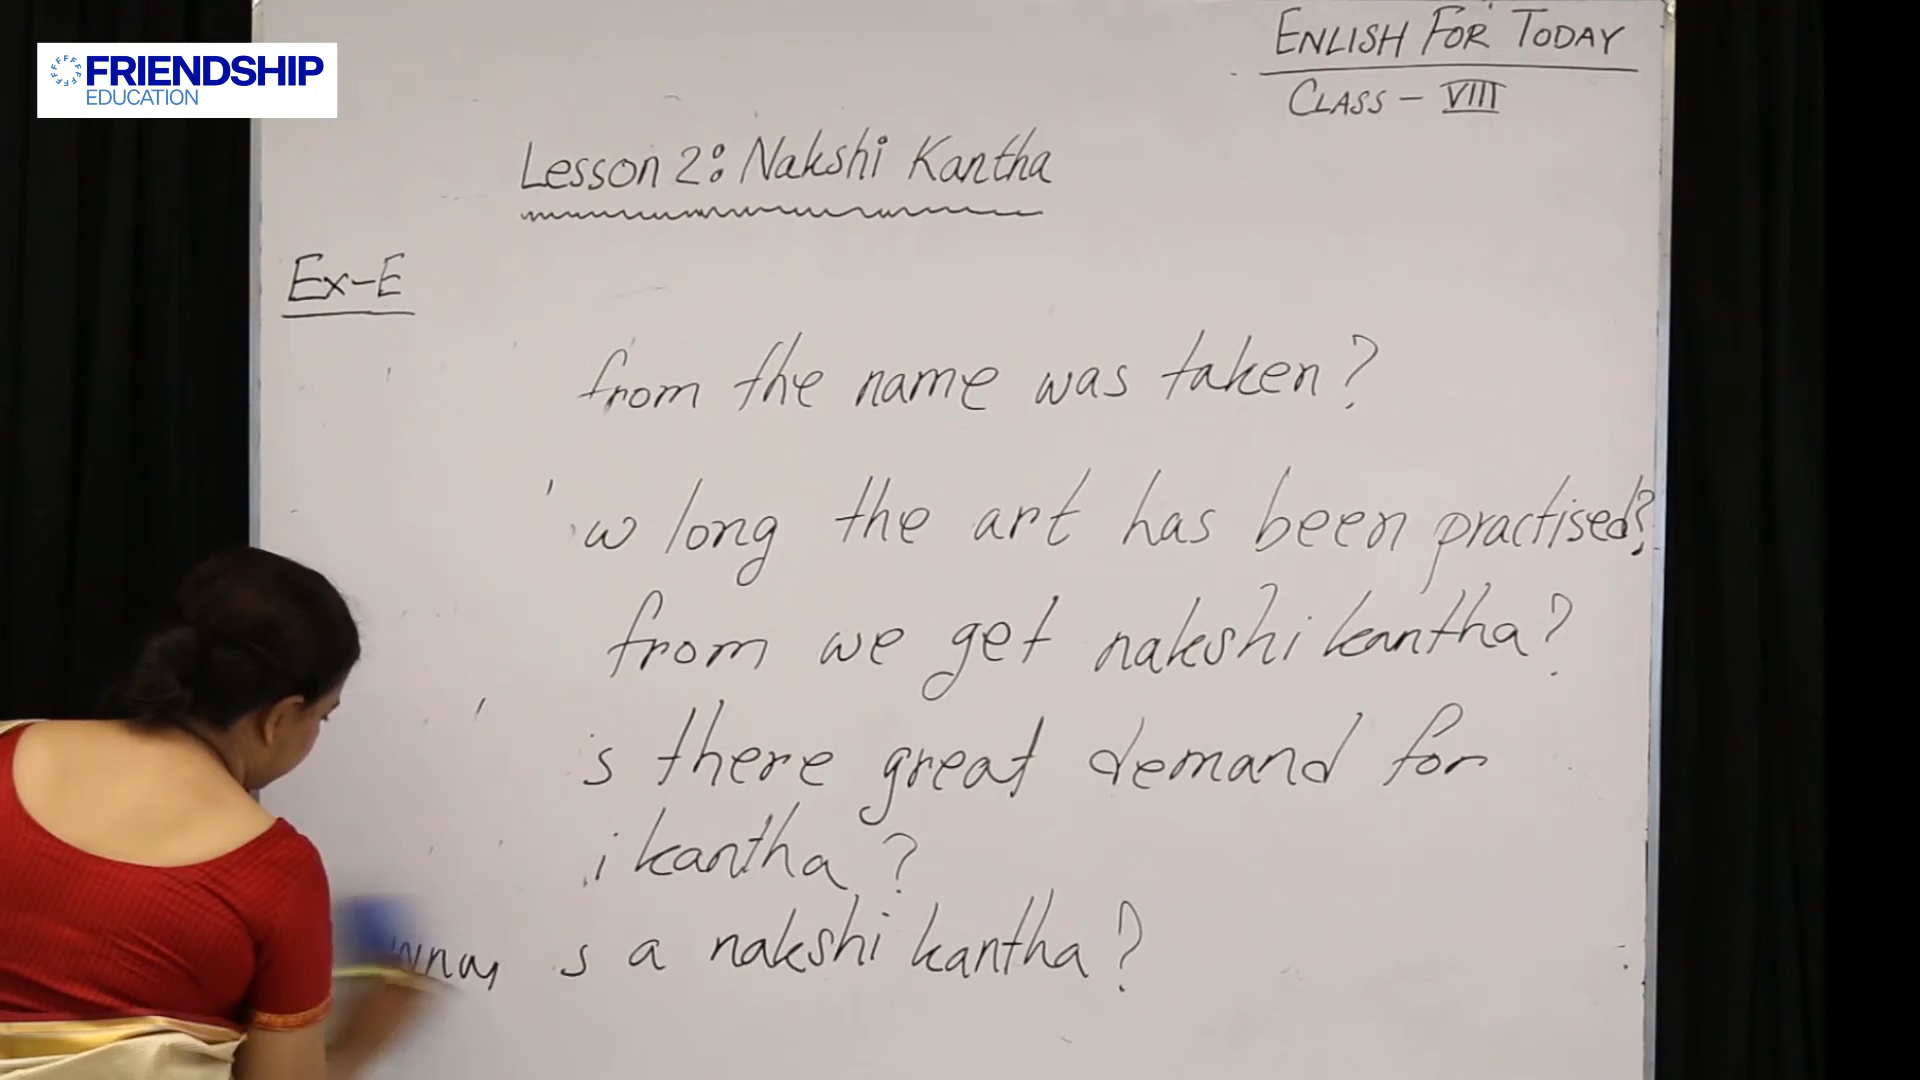 FRIENDSHIP
EDUCATION
ENLISH FOR TODAY
CLASS – VIII
Lesson 2: Nakshi Kantha
Ex-E
from the name was taken?
w long the art has been practised?
from we get nakshi kantha?
s there great demand for
i kantha?
s a nakshi kantha?